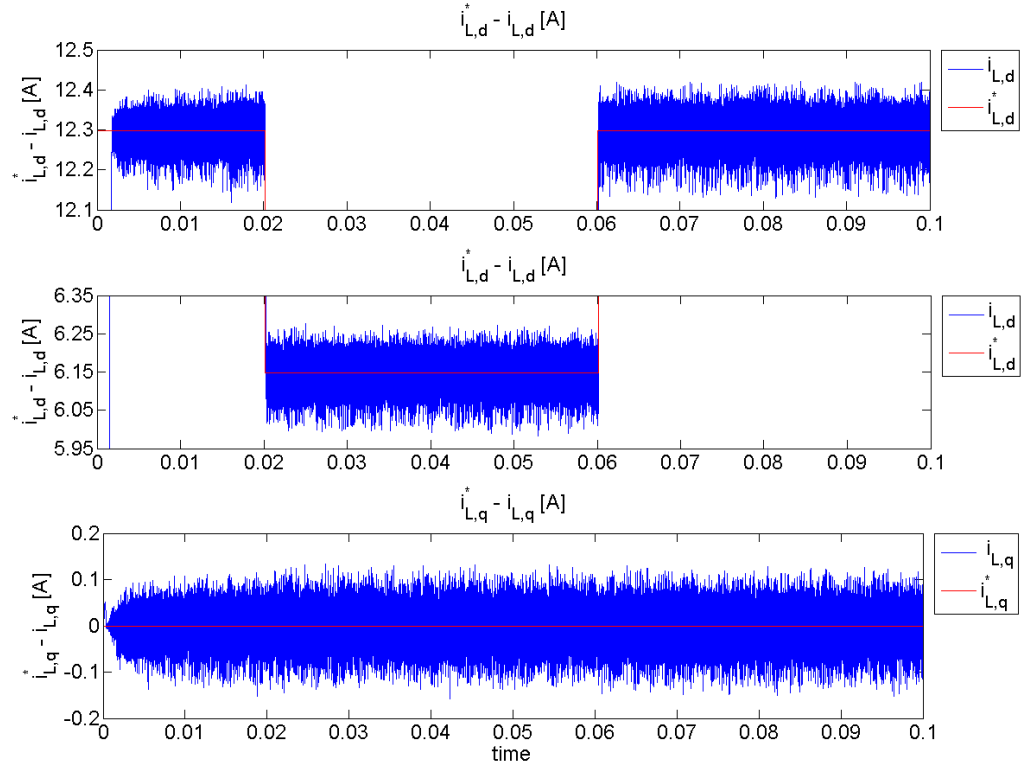 i*L,d - iL,d [A]
i*L,d - iL,d [A]
12.5
12.4
12.3
12.2
12.1
0 0.01 0.02 0.03 0.04 0.05 0.06 0.07 0.08 0.09 0.1
iL,d
i*L,d
i*L,d - iL,d [A]
i*L,d - iL,d [A]
6.35
6.25
6.15
6.05
5.95
0 0.01 0.02 0.03 0.04 0.05 0.06 0.07 0.08 0.09 0.1
iL,d
i*L,d
i*L,q - iL,q [A]
i*L,q - iL,q [A]
0.2
0.1
0
-0.1
-0.2
0 0.01 0.02 0.03 0.04 0.05 0.06 0.07 0.08 0.09 0.1
time
iL,q
i*L,q